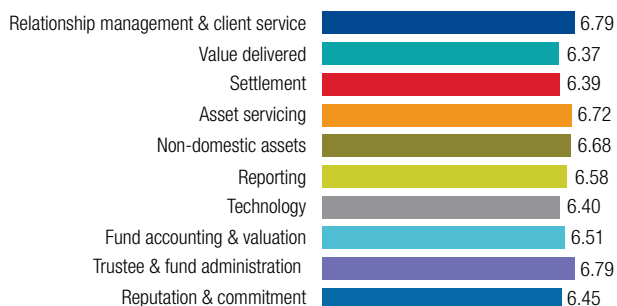 Relationship management & client service 6.79
Value delivered 6.37
Settlement 6.39
Asset servicing 6.72
Non-domestic assets 6.68
Reporting 6.58
Technology 6.40
Fund accounting & valuation 6.51
Trustee & fund administration 6.79
Reputation & commitment 6.45